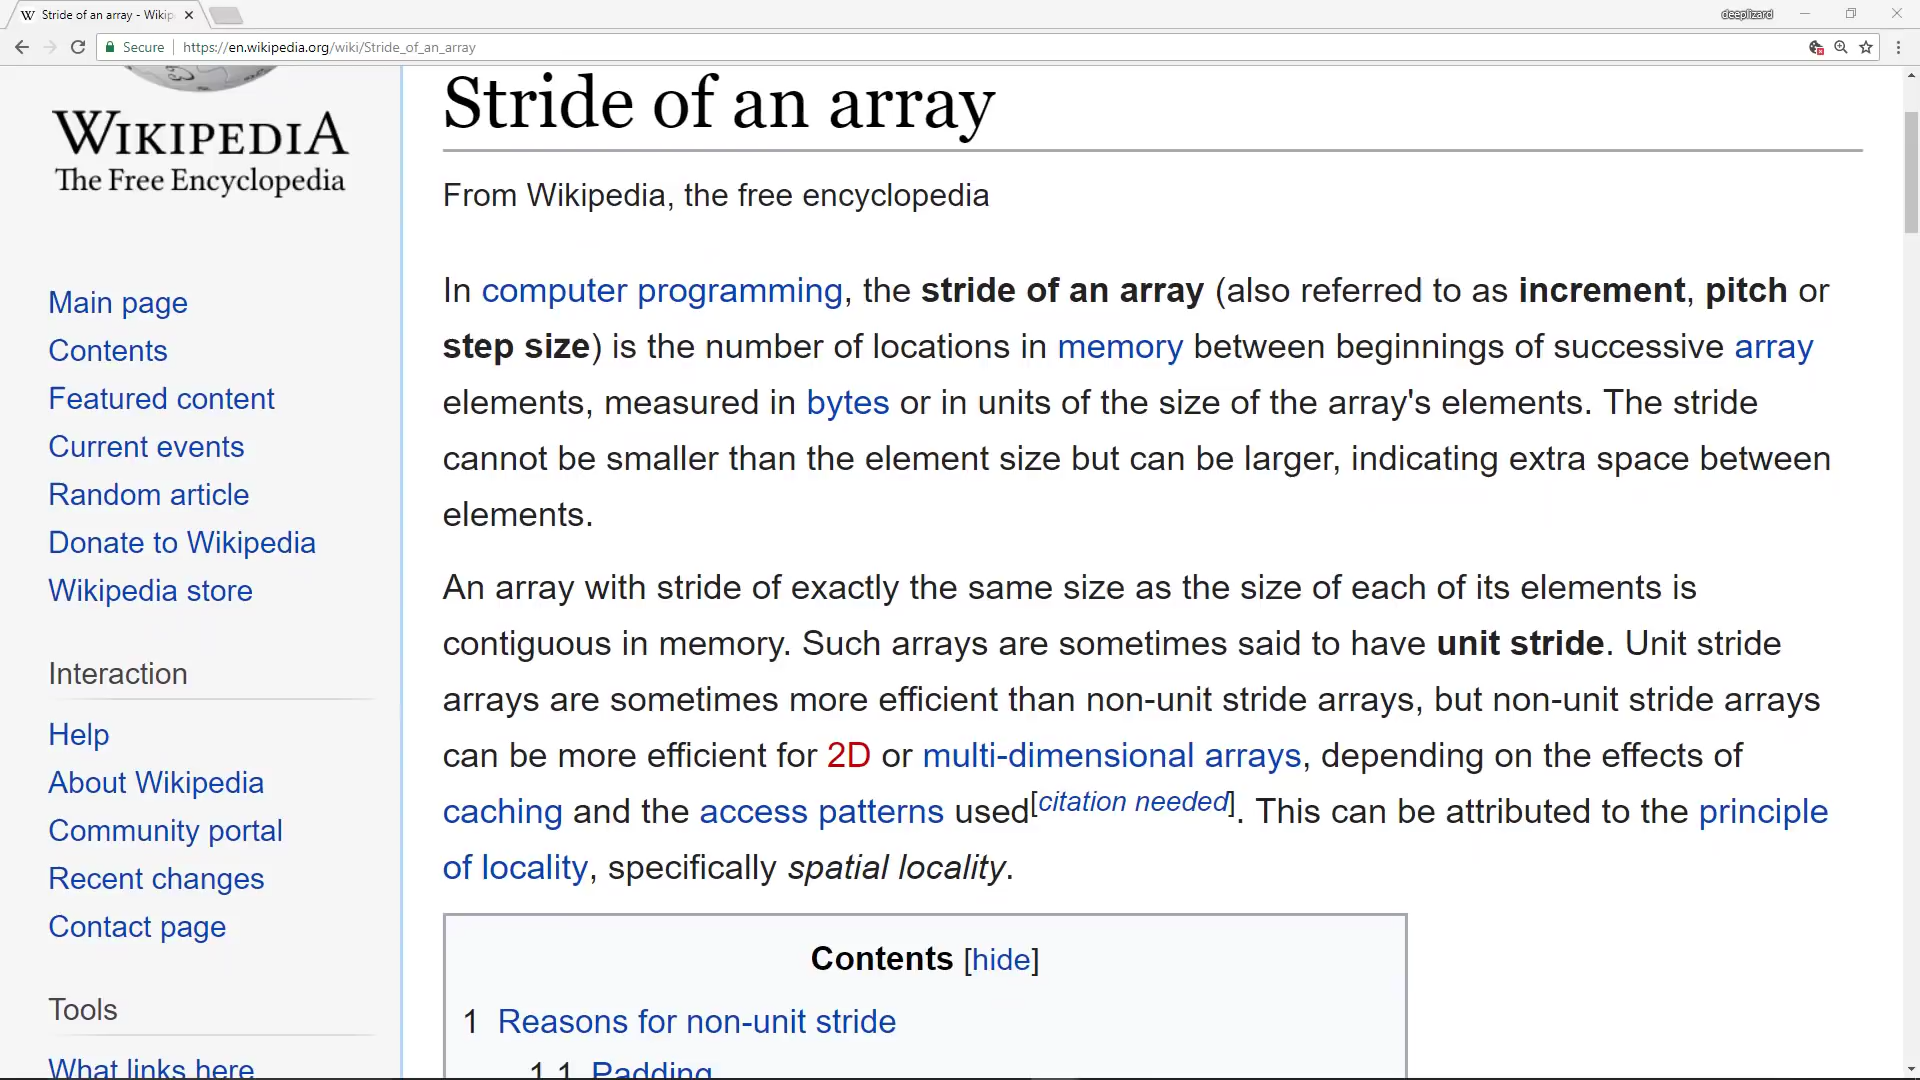 Stride of an array - Wikip
deeplizard
Secure https://en.wikipedia.org/wiki/Stride_of_an_array
WIKIPEDIA
The Free Encyclopedia
Main page
Contents
Featured content
Current events
Random article
Donate to Wikipedia
Wikipedia store
Interaction
Help
About Wikipedia
Community portal
Recent changes
Contact page
Tools
What links here
Stride of an array
From Wikipedia, the free encyclopedia
In computer programming, the stride of an array (also referred to as increment, pitch or
step size) is the number of locations in memory between beginnings of successive array
elements, measured in bytes or in units of the size of the array's elements. The stride
cannot be smaller than the element size but can be larger, indicating extra space between
elements.
An array with stride of exactly the same size as the size of each of its elements is
contiguous in memory. Such arrays are sometimes said to have unit stride. Unit stride
arrays are sometimes more efficient than non-unit stride arrays, but non-unit stride arrays
can be more efficient for 2D or multi-dimensional arrays, depending on the effects of
caching and the access patterns used[citation needed]. This can be attributed to the principle
of locality, specifically spatial locality.
Contents [hide]
1 Reasons for non-unit stride
1.1 Padding